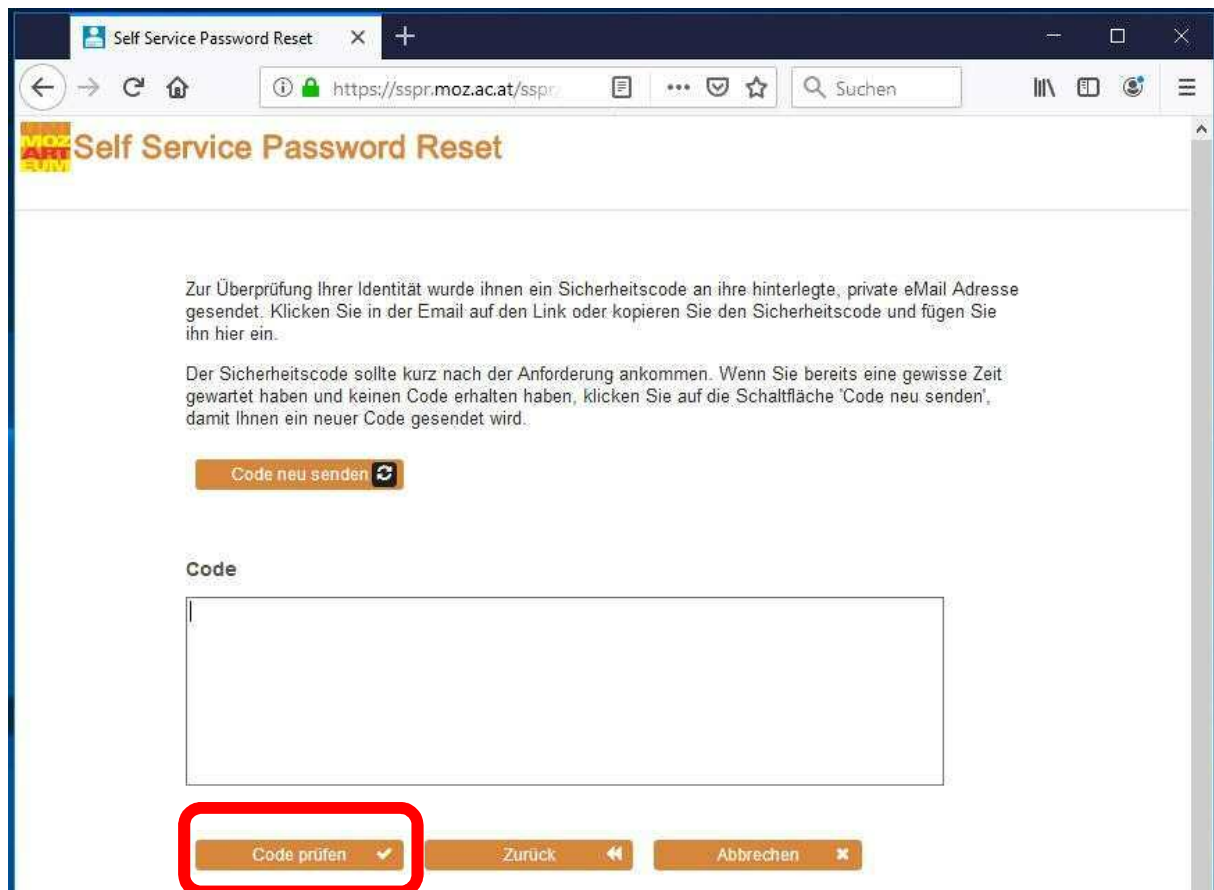 Self Service Password Reset
https://sspr.moz.ac.at/sspr
Suchen
MOZ
ART
EUM
Self Service Password Reset
Zur Überprüfung Ihrer Identität wurde ihnen ein Sicherheitscode an ihre hinterlegte, private eMail Adresse
gesendet. Klicken Sie in der Email auf den Link oder kopieren Sie den Sicherheitscode und fügen Sie
ihn hier ein.
Der Sicherheitscode sollte kurz nach der Anforderung ankommen. Wenn Sie bereits eine gewisse Zeit
gewartet haben und keinen Code erhalten haben, klicken Sie auf die Schaltfläche 'Code neu senden',
damit Ihnen ein neuer Code gesendet wird.
Code neu senden
Code
Code prüfen Zurück Abbrechen